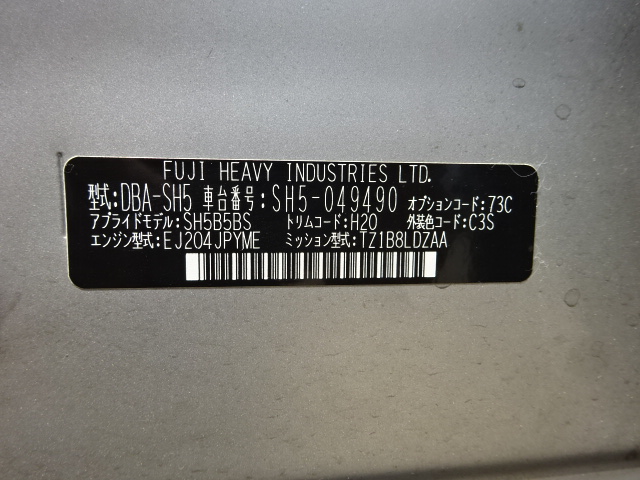 FUJI HEAVY INDUSTRIES LTD.
型式:DBA-SH5 車台番号:SH5-049490 オプションコード:73C
アプライドモデル:SH5B5BS トリムコード:H20 外装色コード:C3S
エンジン型式:EJ204JPYME ミッション型式:TZ1B8LDZAA